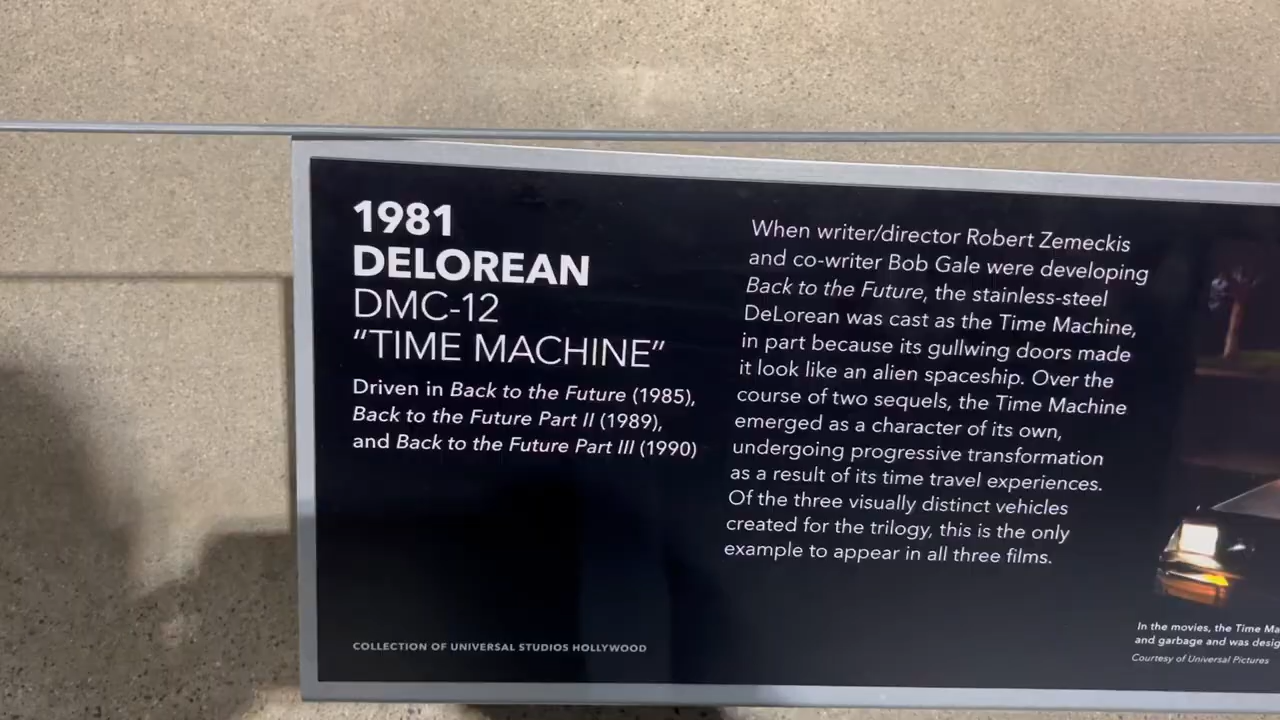 1981
DELOREAN
DMC-12
“TIME MACHINE”
Driven in Back to the Future (1985),
Back to the Future Part II (1989),
and Back to the Future Part III (1990)
COLLECTION OF UNIVERSAL STUDIOS HOLLYWOOD
When writer/director Robert Zemeckis
and co-writer Bob Gale were developing
Back to the Future, the stainless-steel
DeLorean was cast as the Time Machine,
in part because its gullwing doors made
it look like an alien spaceship. Over the
course of two sequels, the Time Machine
emerged as a character of its own,
undergoing progressive transformation
as a result of its time travel experiences.
Of the three visually distinct vehicles
created for the trilogy, this is the only
example to appear in all three films.
In the movies, the Time
and garbage and was
Courtesy of Universal Pictures